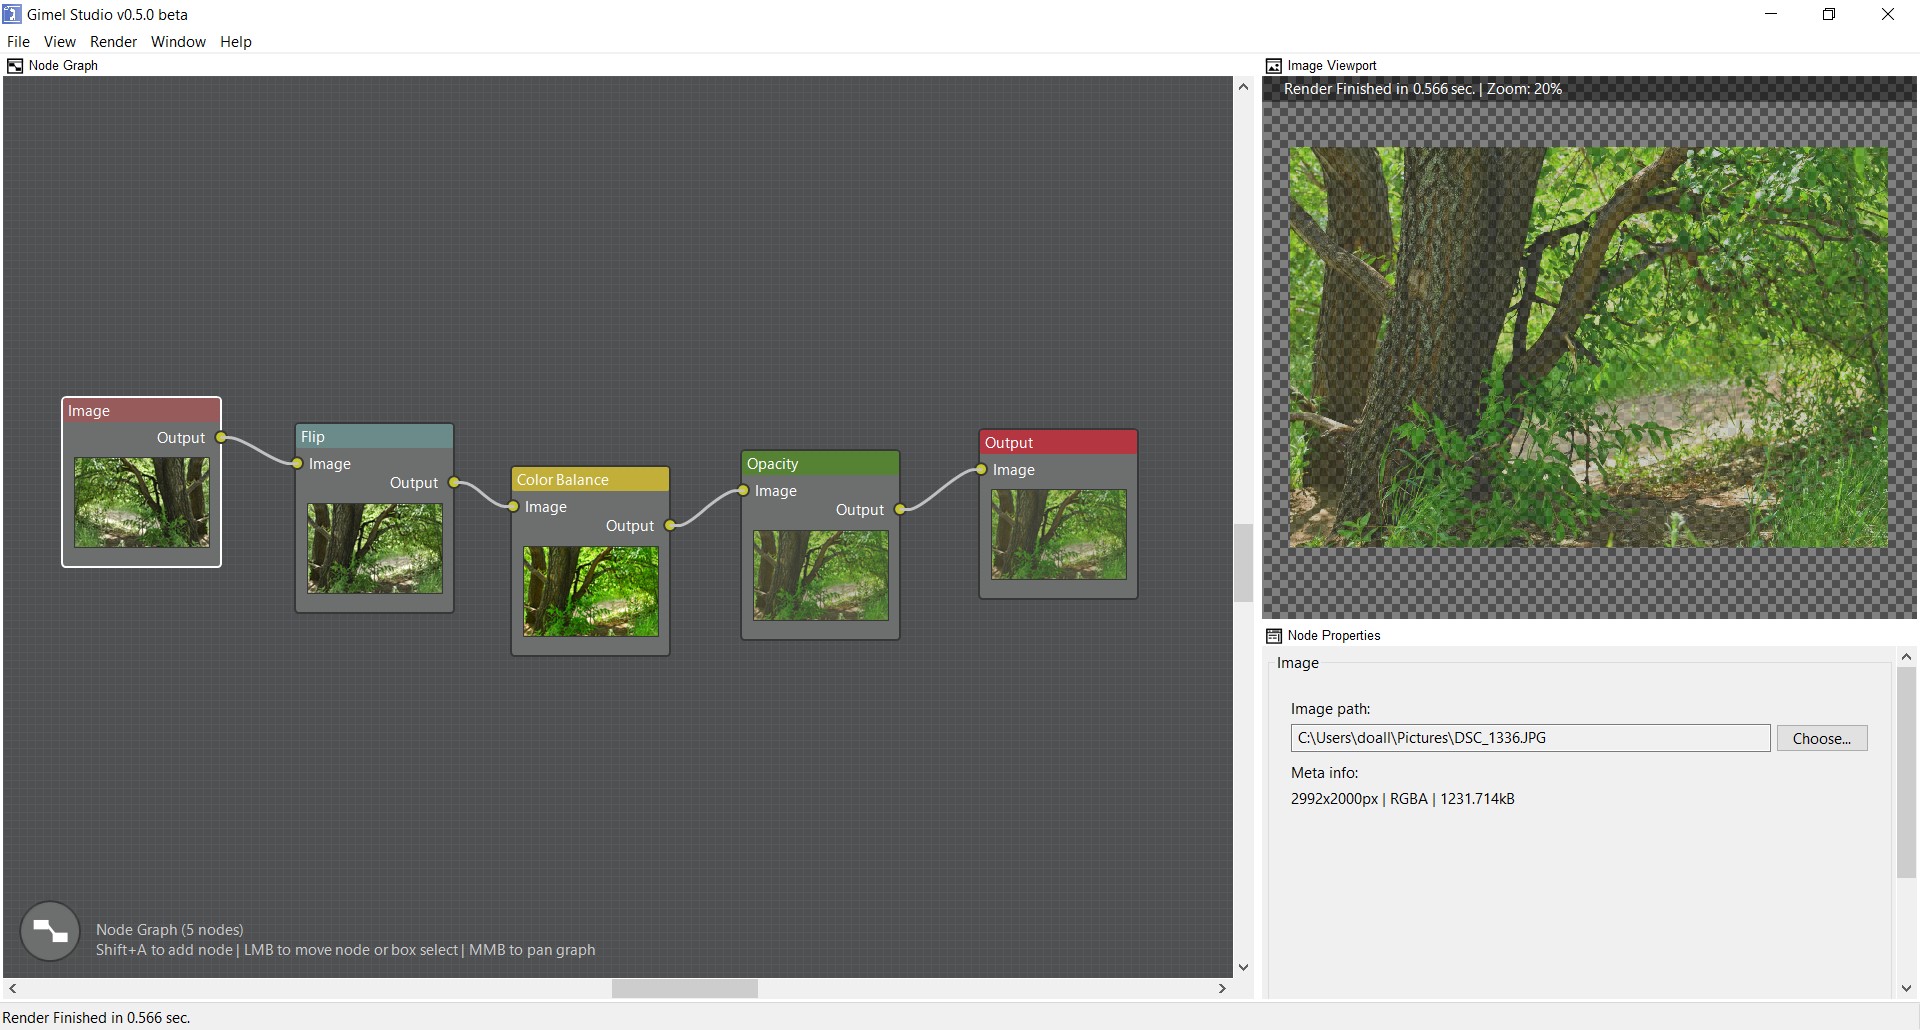 Gimel Studio v0.5.0 beta
File View Render Window Help
Node Graph
Image
Output
Flip
Image
Output
Color Balance
Image
Output
Opacity
Image
Output
Output
Image
Node Graph (5 nodes)
Shift+A to add node | LMB to move node or box select | MMB to pan graph
Image Viewport
Render Finished in 0.566 sec. | Zoom: 20%
Node Properties
Image
Image path:
C:\Users\doall\Pictures\DSC_1336.JPG
Choose...
Meta info:
2992x2000px | RGBA | 1231.714kB
Render Finished in 0.566 sec.